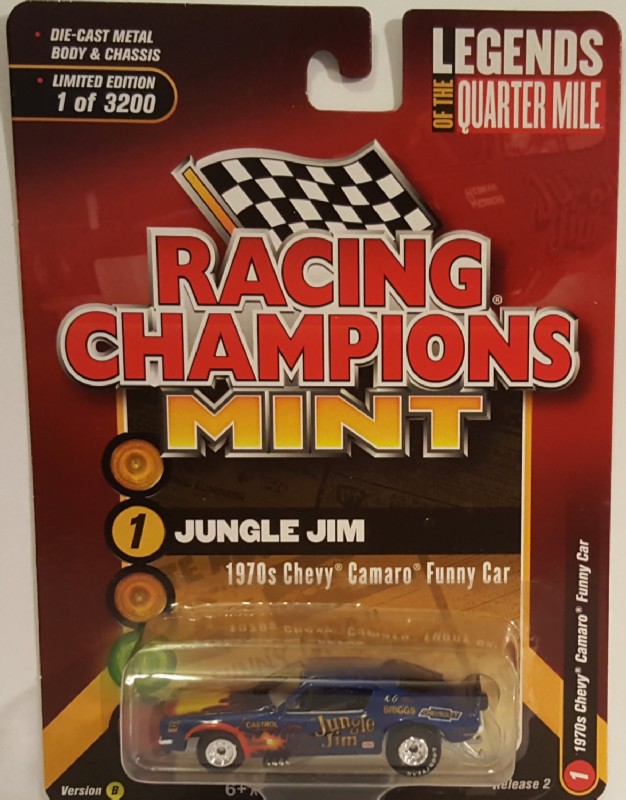 • DIE-CAST METAL
BODY & CHASSIS
• LIMITED EDITION
1 of 3200
LEGENDS
OF THE
QUARTER MILE
RACING®
CHAMPIONS
MINT
1 JUNGLE JIM
1970s Chevy® Camaro® Funny Car
1 1970s Chevy® Camaro® Funny Car
BRIGGS
CHEVROLET
CASTROL
Jungle
Jim
Version B
6+
Release 2